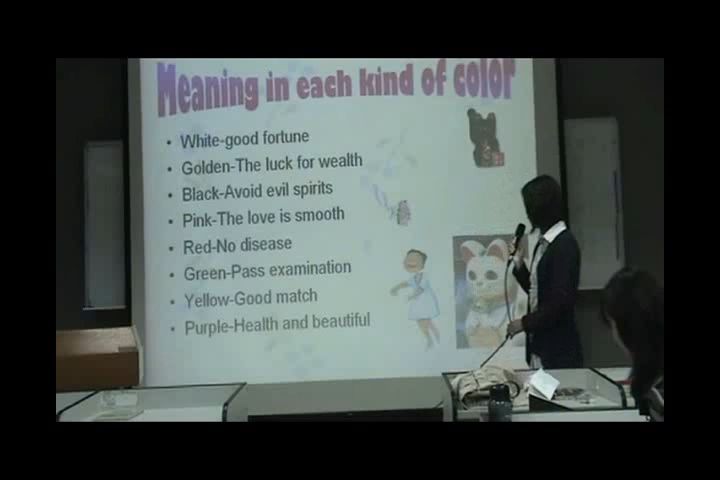 Meaning in each kind of color
• White-good fortune
• Golden-The luck for wealth
• Black-Avoid evil spirits
• Pink-The love is smooth
• Red-No disease
• Green-Pass examination
• Yellow-Good match
• Purple-Health and beautiful